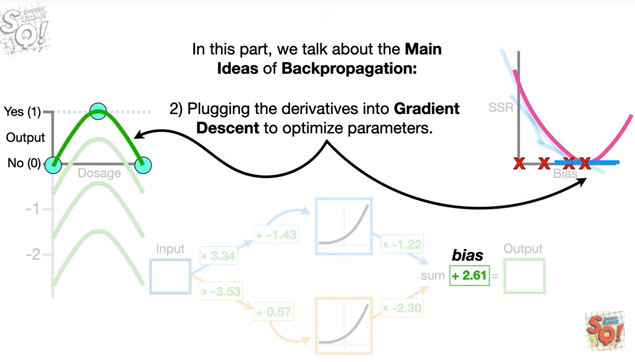 In this part, we talk about the Main
Ideas of Backpropagation:
2) Plugging the derivatives into Gradient
Descent to optimize parameters.
Yes (1)
Output
No (0)
Dosage
-1
-2
SSR
Bias
Input
x 3.34
+ -1.43
x -1.22
x -3.53
+ 0.57
x -2.30
sum
bias
+ 2.61
=
Output
SQ!